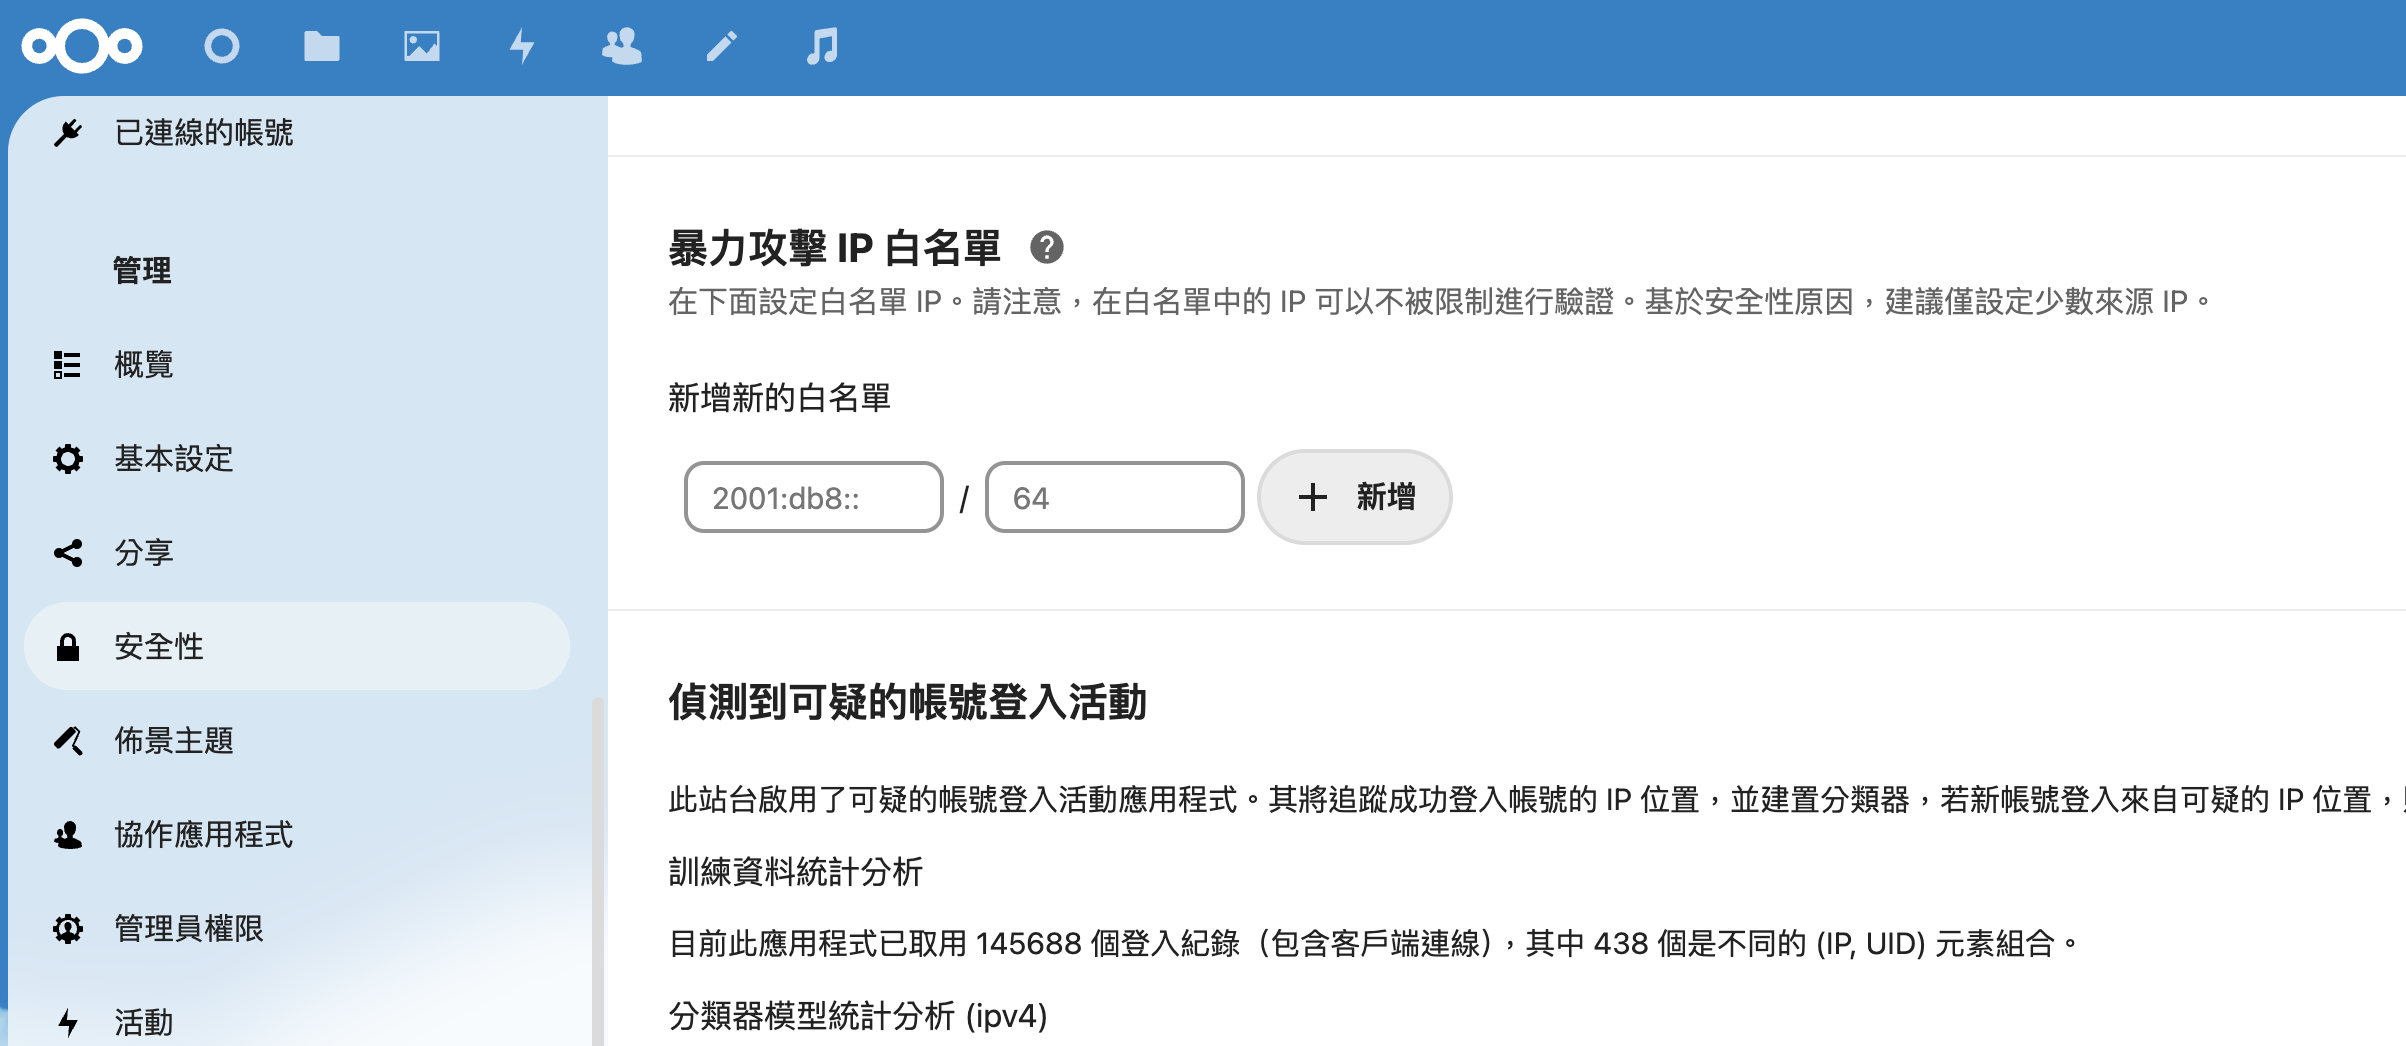 已連線的帳號
管理
概覽
基本設定
分享
安全性
佈景主題
協作應用程式
管理員權限
活動
暴力攻擊 IP 白名單
在下面設定白名單 IP。請注意，在白名單中的 IP 可以不被限制進行驗證。基於安全性原因，建議僅設定少數來源 IP。
新增新的白名單
2001:db8:: / 64 + 新增
偵測到可疑的帳號登入活動
此站台啟用了可疑的帳號登入活動應用程式。其將追蹤成功登入帳號的 IP 位置，並建置分類器，若新帳號登入來自可疑的 IP 位置，
訓練資料統計分析
目前此應用程式已取用 145688 個登入紀錄（包含客戶端連線），其中 438 個是不同的 (IP, UID) 元素組合。
分類器模型統計分析 (ipv4)